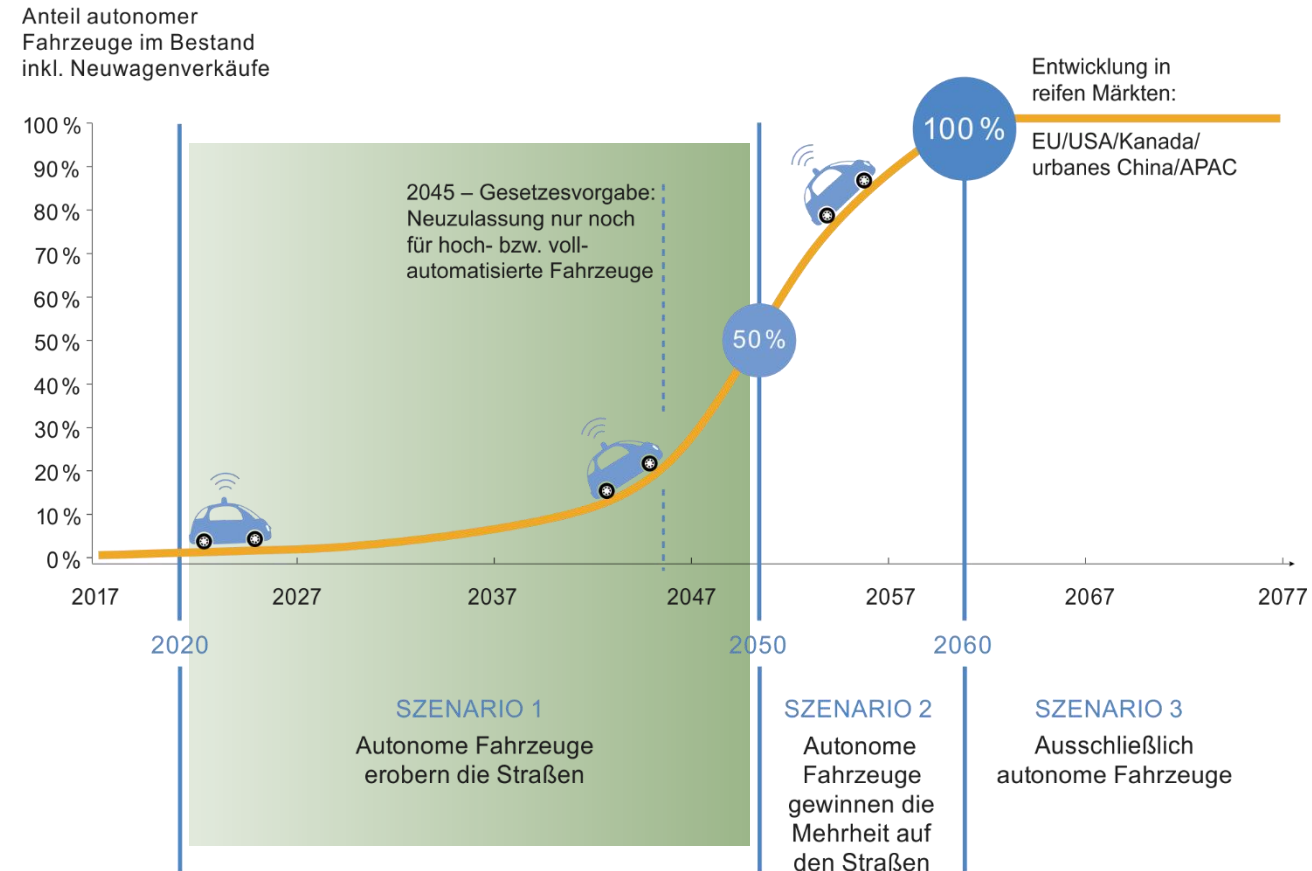 Anteil autonomer
Fahrzeuge im Bestand
inkl. Neuwagenverkäufe
Entwicklung in
reifen Märkten:
EU/USA/Kanada/
urbanes China/APAC
100 %
90 %
80 %
70 %
60 %
50 %
40 %
30 %
20 %
10 %
0 %
2045 – Gesetzesvorgabe:
Neuzulassung nur noch
für hoch- bzw. voll-
automatisierte Fahrzeuge
50 %
100 %
2017
2027
2037
2047
2057
2067
2077
2020
2050
2060
SZENARIO 1
Autonome Fahrzeuge
erobern die Straßen
SZENARIO 2
Autonome
Fahrzeuge
gewinnen die
Mehrheit auf
den Straßen
SZENARIO 3
Ausschließlich
autonome Fahrzeuge